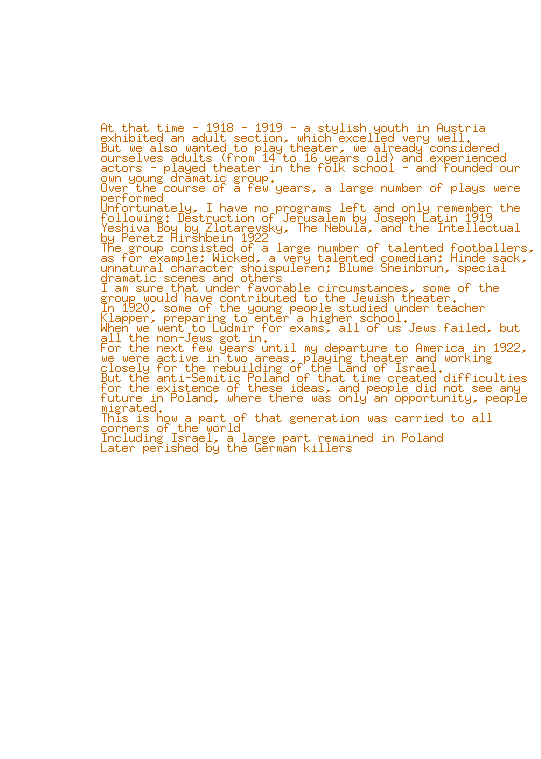 At that time - 1918 - 1919 - a stylish youth in Austria
exhibited an adult section, which excelled very well.
But we also wanted to play theater, we already considered
ourselves adults (from 14 to 16 years old) and experienced
actors - played theater in the folk school - and founded our
own young dramatic group.
Over the course of a few years, a large number of plays were
performed
Unfortunately, I have no programs left and only remember the
following: Destruction of Jerusalem by Joseph Latin 1919
Yeshiva Boy by Zlotarevsky, The Nebula, and the Intellectual
by Peretz Hirshbein 1922
The group consisted of a large number of talented footballers,
as for example; Wicked, a very talented comedian; Hinde sack,
unnatural character shoispuleren; Blume Sheinbrun, special
dramatic scenes and others
I am sure that under favorable circumstances, some of the
group would have contributed to the Jewish theater.
In 1920, some of the young people studied under teacher
Klapper, preparing to enter a higher school.
When we went to Ludmir for exams, all of us Jews failed, but
all the non-Jews got in.
For the next few years until my departure to America in 1922,
we were active in two areas, playing theater and working
closely for the rebuilding of the Land of Israel.
But the anti-Semitic Poland of that time created difficulties
for the existence of these ideas, and people did not see any
future in Poland, where there was only an opportunity, people
migrated.
This is how a part of that generation was carried to all
corners of the world
Including Israel, a large part remained in Poland
Later perished by the German killers